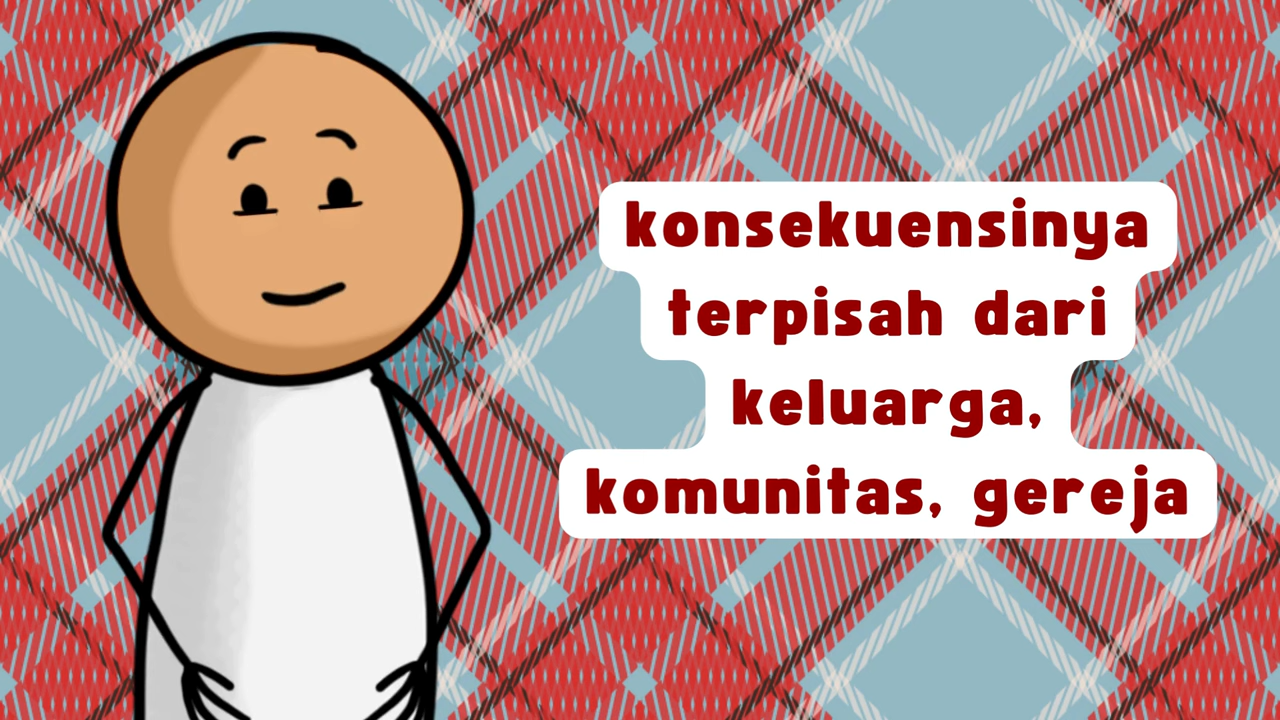 konsekuensinya
terpisah dari
keluarga,
komunitas, gereja